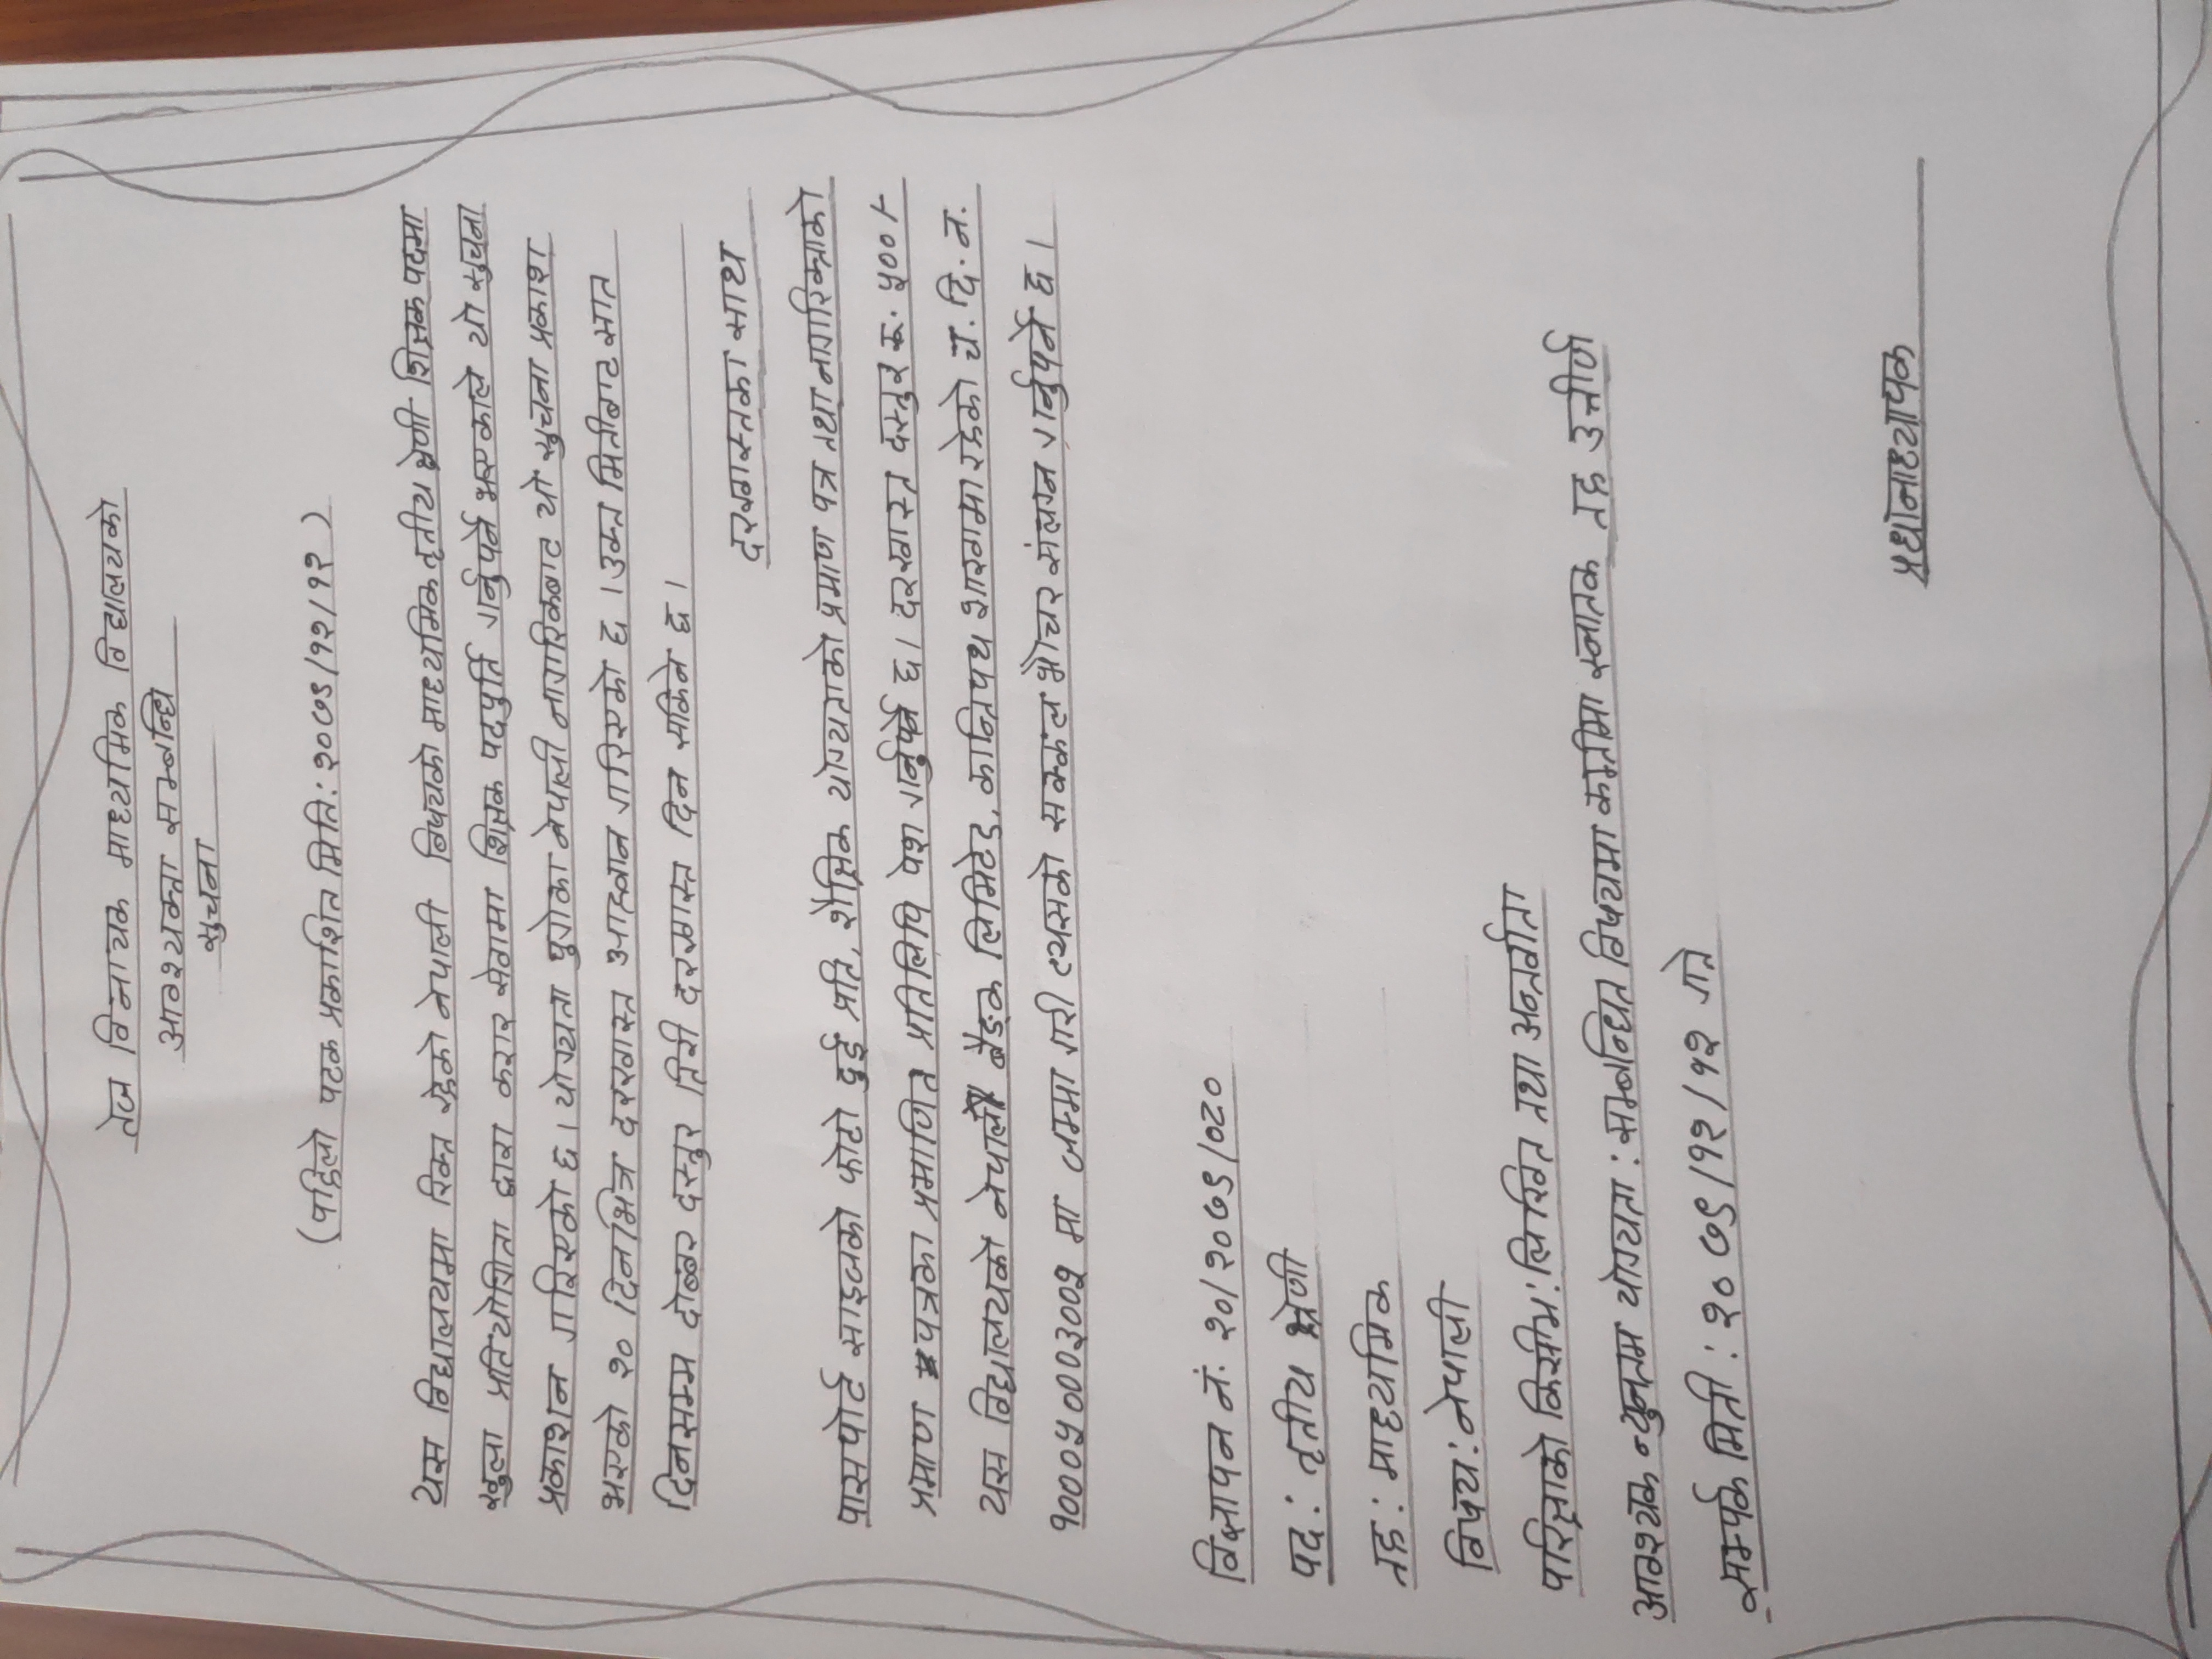 तेज विनायक माध्यमिक विद्यालयको
आवश्यक्ता सम्बन्धि
सुचना
(पहिलो पटक प्रकाशित मिति: २०७९/१२/१२ )
यस विद्यालयमा रिक्त रहेको नेपाली बिषयको माध्यमिक तृतीय श्रेणी शिक्षक पदमा
खुला प्रतियोगिता द्वारा करार सेवामा शिक्षक पदपुर्ति गर्नुपर्ने भएकाले यो सुचना
प्रकाशन गरिएको छ। योग्यता पुगेका नेपाली नागरिकबाट यो सुचना प्रकाश
भएको २० दिनभित्र दरखास्त आह्वान गरिएको छ । उक्त मितीबाट सात
दिनसम्म दोब्बर दस्तुर तिरी दरखास्त दिन सकिने छ ।
दरखास्तका साथ
पासपोर्ट साइजको फोटो दुई प्रति, शैक्षिक योग्यताको प्रमाण पत्र तथा नागरिक्ताको
प्रमाण पत्रका प्रमाणित प्रतिलिपि पेश गर्नुपर्ने छ। दरखास्त दस्तुर रू. ५००/-
यस विद्यालयको नेपाल बैङ्क लिमिटेड, कान्तिपथ शाखामा रहेको च. दि. न.
१०००५०००३००२ मा जम्मा गरी त्यसको सक्कल भौचर संलग्न गर्नुपर्ने छ ।
विज्ञापन नं. २०/२०७९/०८०
पद: तृतीय श्रेणी
तह: माध्यमिक
विषय: नेपाली
परिक्षाको किसीम: लिखित तथा अन्तर्वाता
आवश्यक न्युनतम योग्यता: सम्बन्धित विषयमा कम्तीमा स्नातक तह उत्तीर्ण
सम्पर्क मिती: २०७९/१२/१२ गते
प्रधानाध्यापक